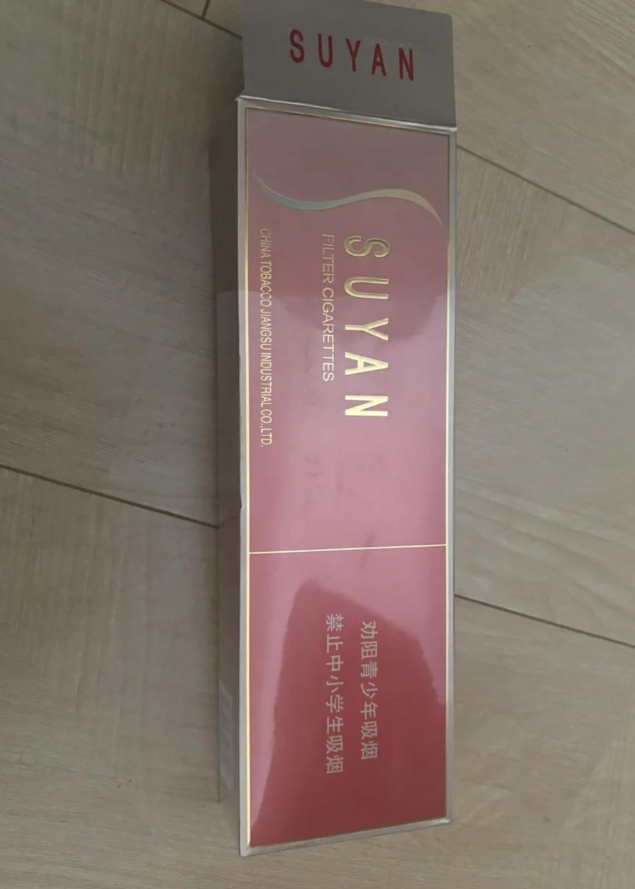 SUYAN
SUYAN
FILTER CIGARETTES
CHINA TOBACCO JIANGSU INDUSTRIAL CO.,LTD.
劝阻青少年吸烟
禁止中小学生吸烟